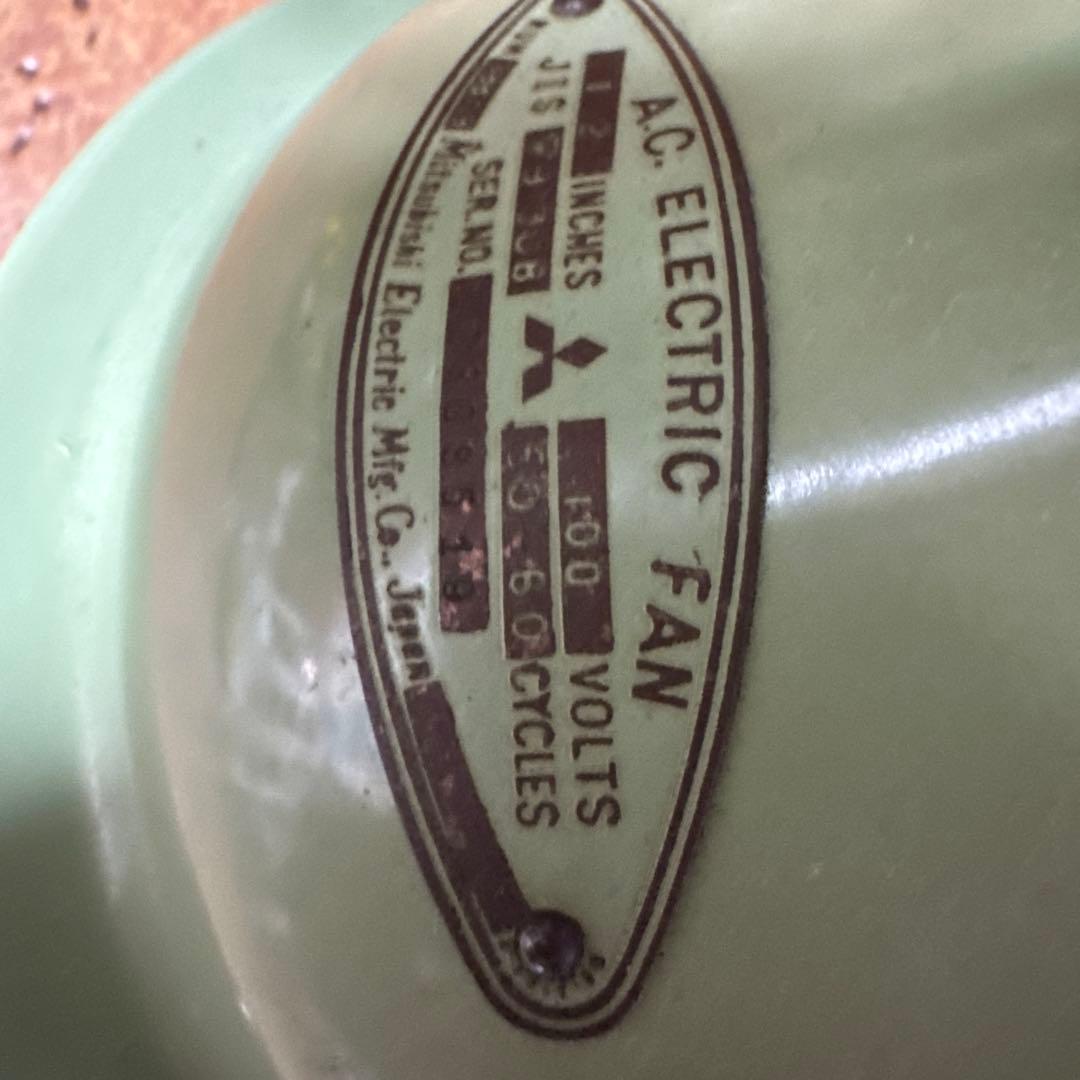 A.C. ELECTRIC FAN
12 INCHES 100 VOLTS
JIS 50-60 CYCLES
SER.NO.
Mitsubishi Electric Mfg. Co., Japan